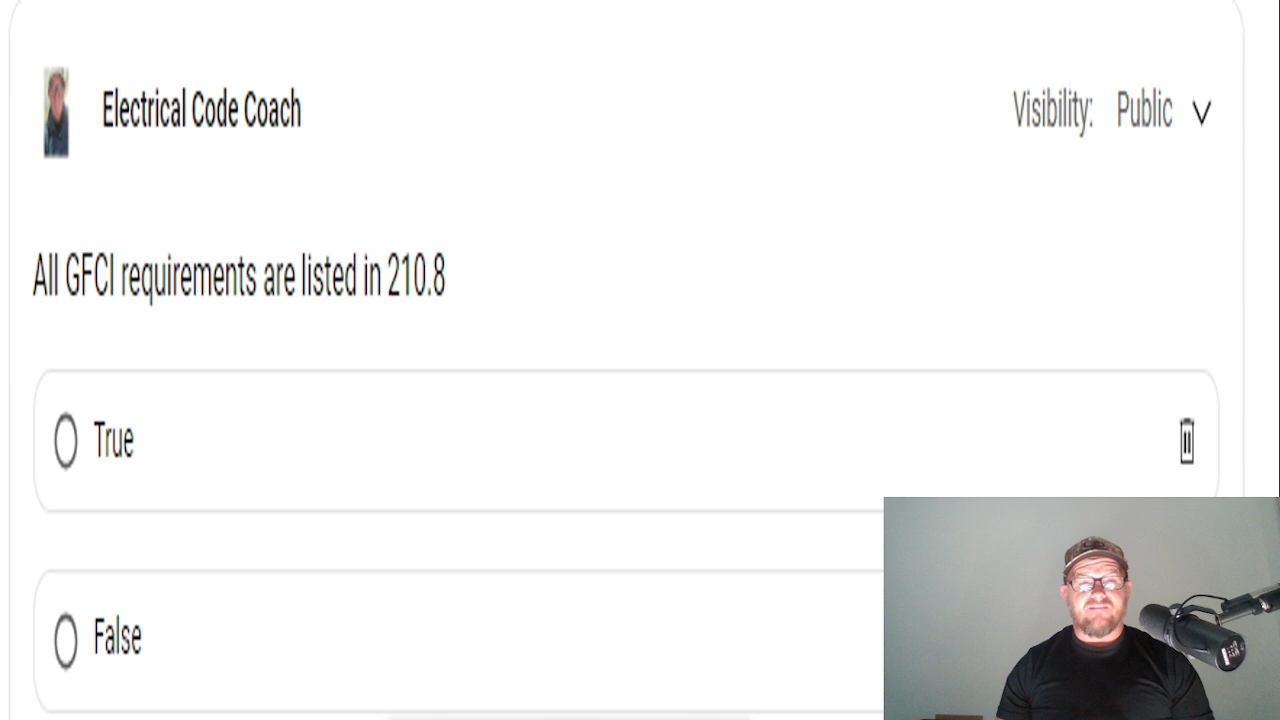 Electrical Code Coach
Visibility: Public
All GFCI requirements are listed in 210.8
True
False